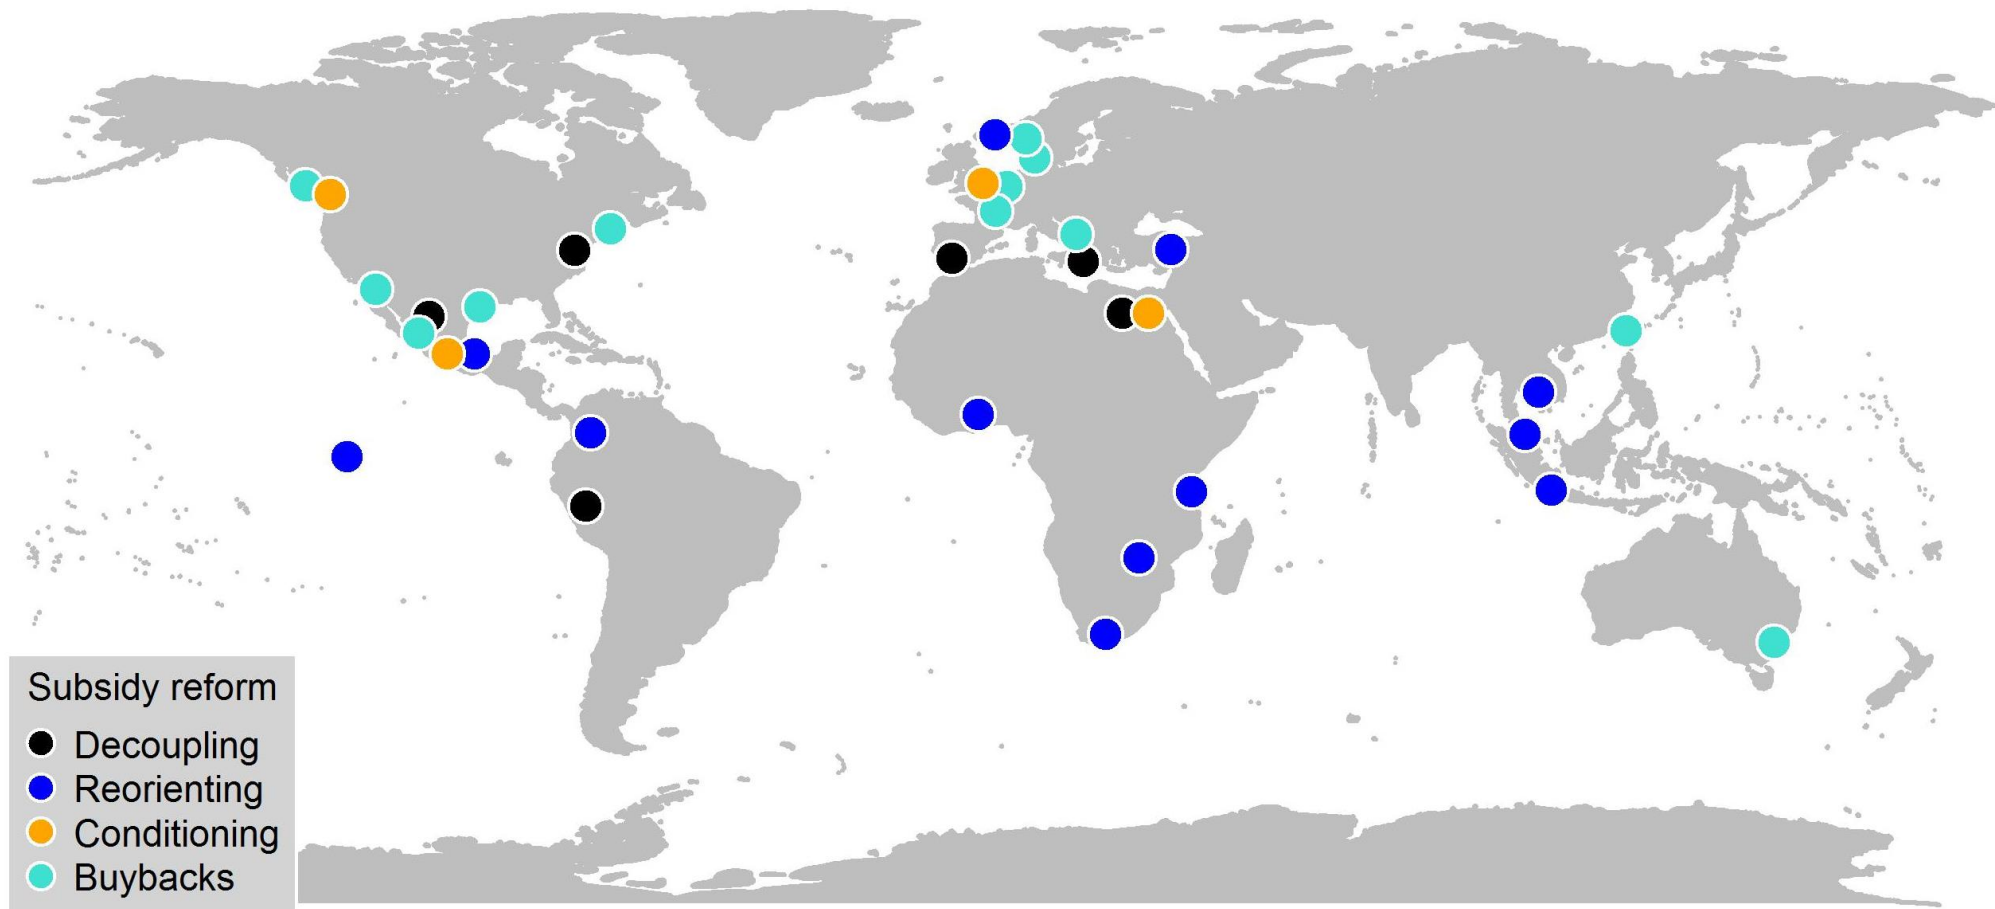 Subsidy reform
Decoupling
Reorienting
Conditioning
Buybacks